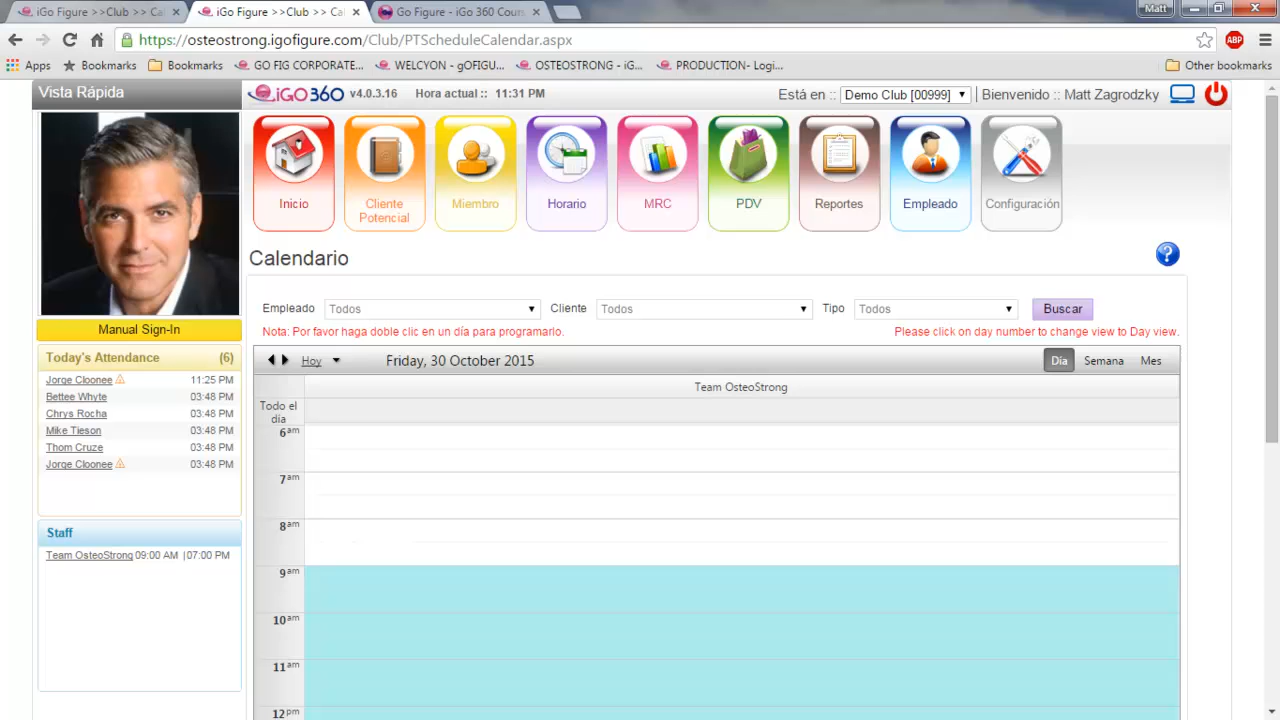 iGo Figure >>Club >> Ca
iGo Figure >>Club >> Cal
Go Figure - iGo 360 Cours
Matt
https://osteostrong.igofigure.com/Club/PTScheduleCalendar.aspx
ABP
Apps Bookmarks Bookmarks GO FIG CORPORATE... WELCYON - gOFIGU... OSTEOSTRONG - iG... PRODUCTION- Logi... Other bookmarks
Vista Rápida
iGO360 v4.0.3.16 Hora actual :: 11:31 PM Está en :: Demo Club [00999] | Bienvenido :: Matt Zagrodzky
Inicio
Cliente
Potencial
Miembro
Horario
MRC
PDV
Reportes
Empleado
Configuración
Calendario
?
Empleado Todos Cliente Todos Tipo Todos Buscar
Nota: Por favor haga doble clic en un día para programarlo.
Please click on day number to change view to Day view.
Manual Sign-In
Today's Attendance (6)
Jorge Cloonee 11:25 PM
Bettee Whyte 03:48 PM
Chrys Rocha 03:48 PM
Mike Tieson 03:48 PM
Thom Cruze 03:48 PM
Jorge Cloonee 03:48 PM
Staff
Team OsteoStrong 09:00 AM |07:00 PM
Hoy Friday, 30 October 2015 Día Semana Mes
Team OsteoStrong
Todo el
día
6am
7am
8am
9am
10am
11am
12pm